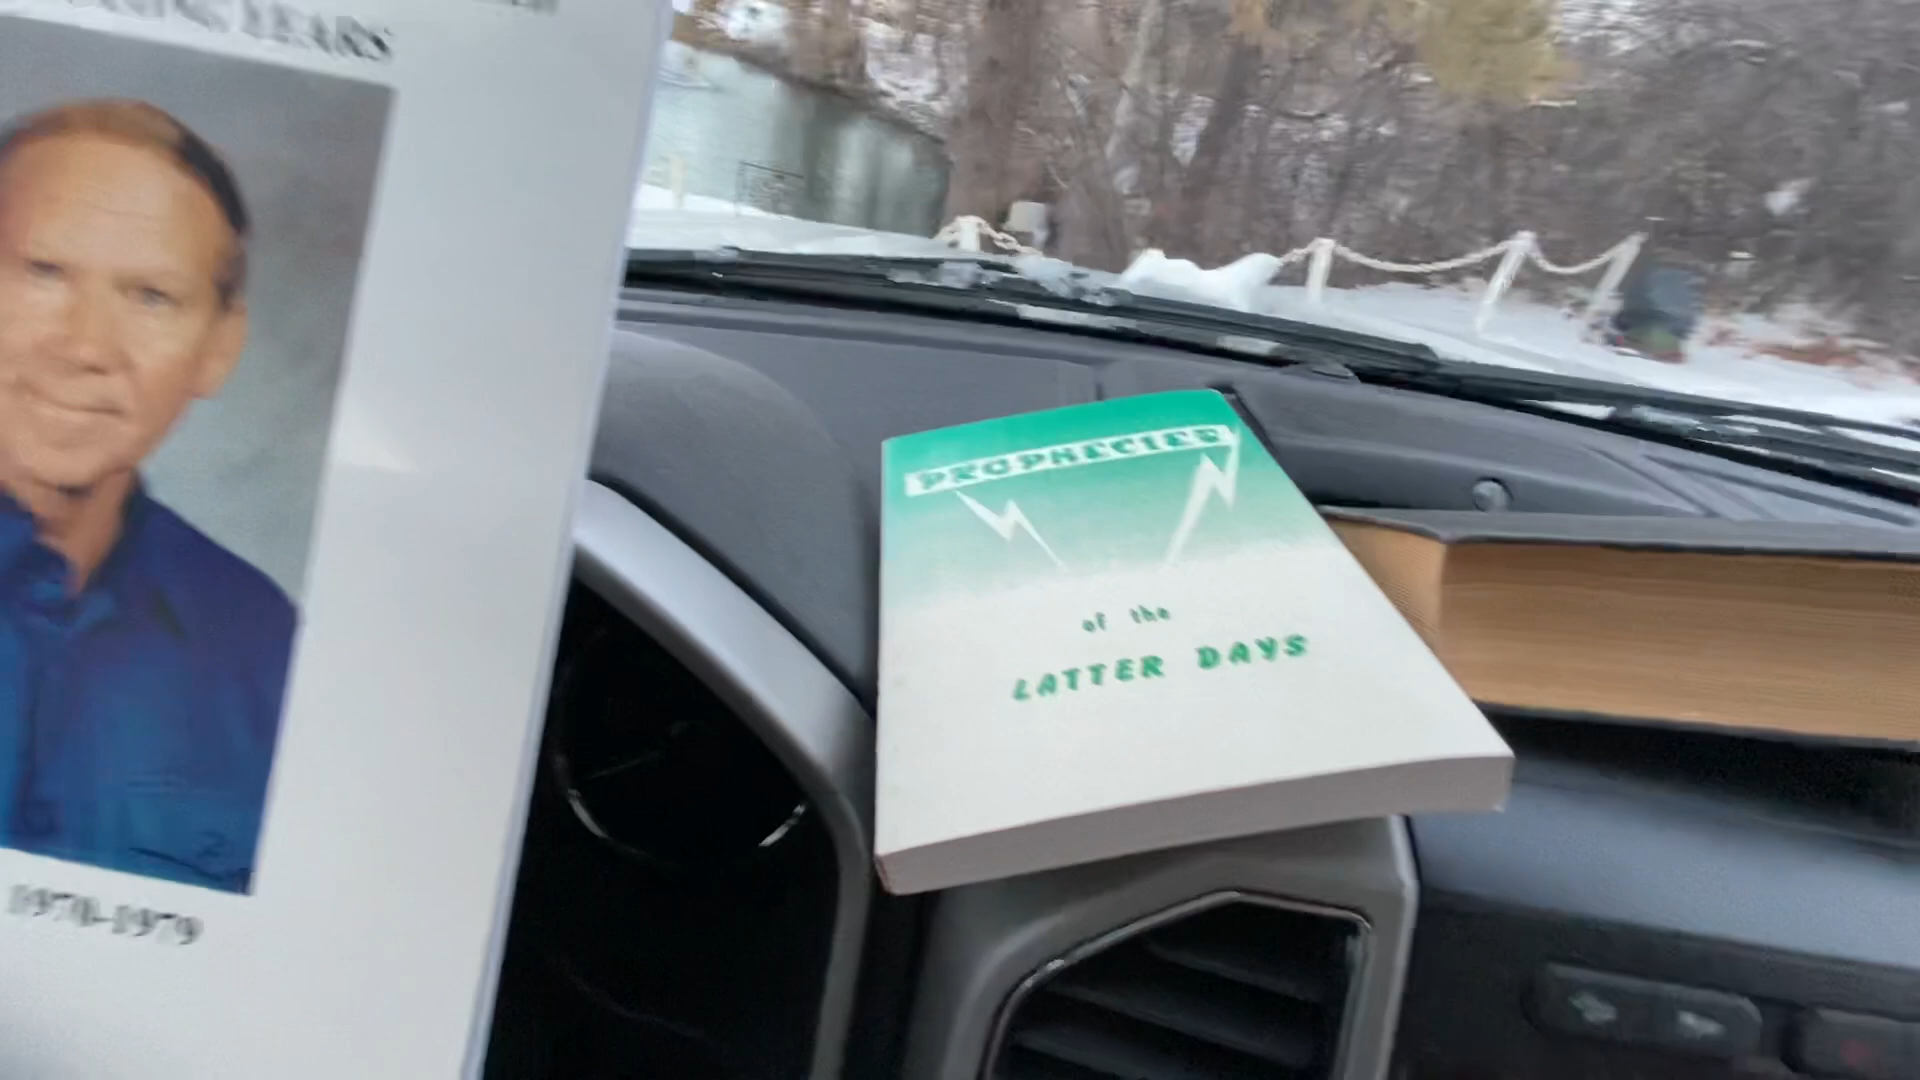 YEARS
1970-1979
PROPHECIES
of the
LATTER DAYS